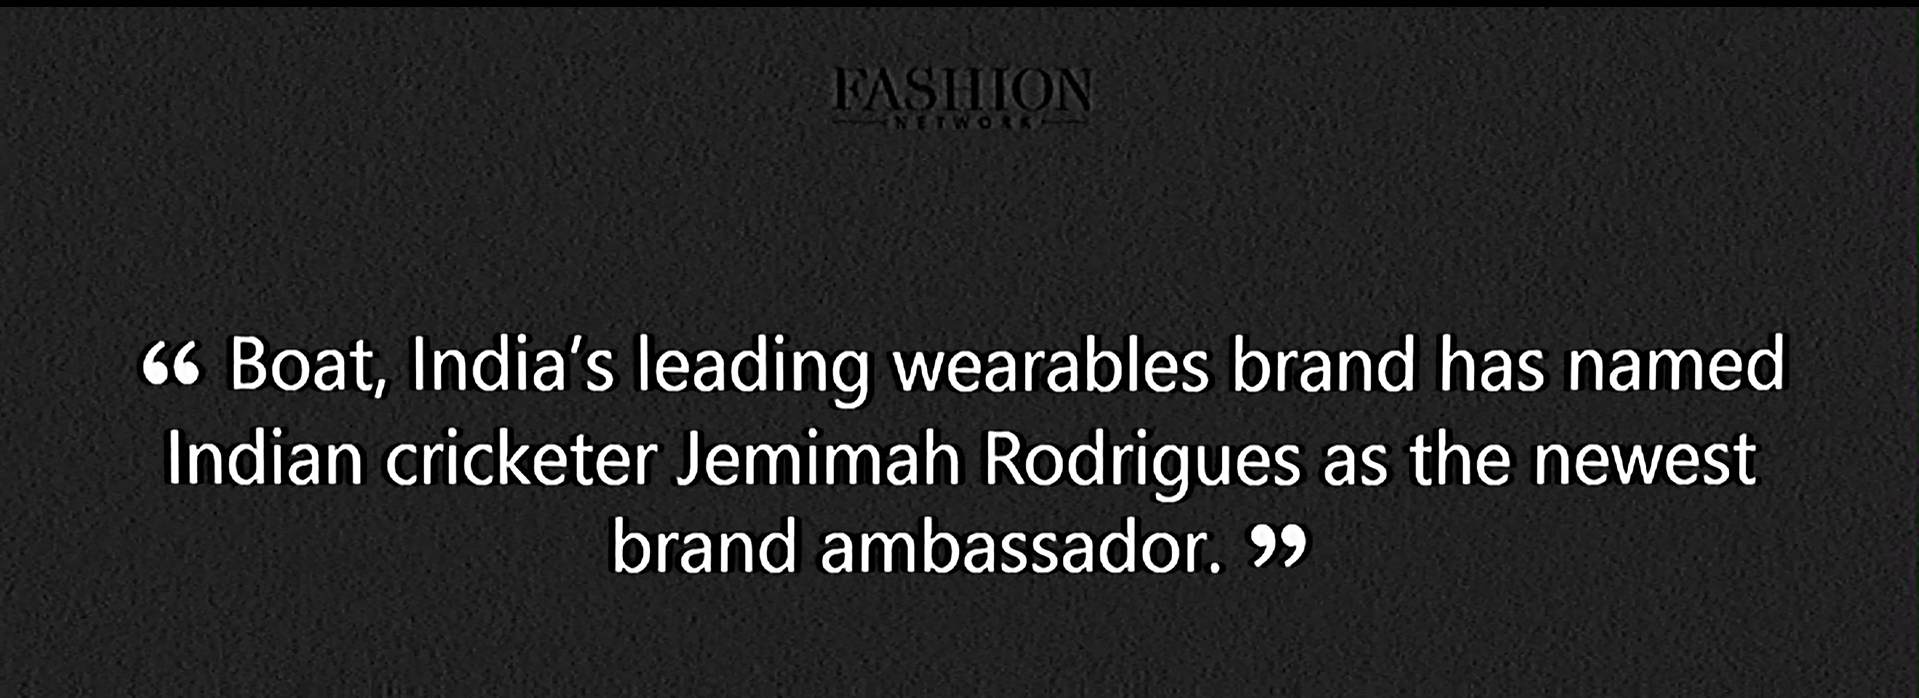 FASHION
NETWORK
“ Boat, India’s leading wearables brand has named
Indian cricketer Jemimah Rodrigues as the newest
brand ambassador. ”